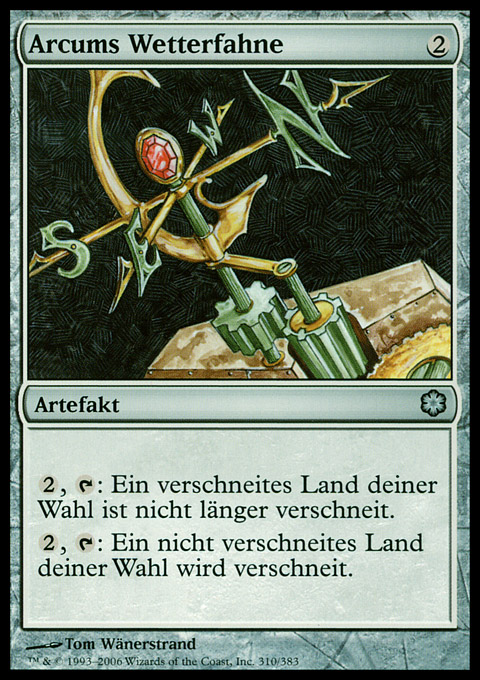 Arcums Wetterfahne 2
N
W
S
E
Artefakt
2, : Ein verschneites Land deiner
Wahl ist nicht länger verschneit.
2, : Ein nicht verschneites Land
deiner Wahl wird verschneit.
Tom Wänerstrand
™ & © 1993–2006 Wizards of the Coast, Inc. 310/383